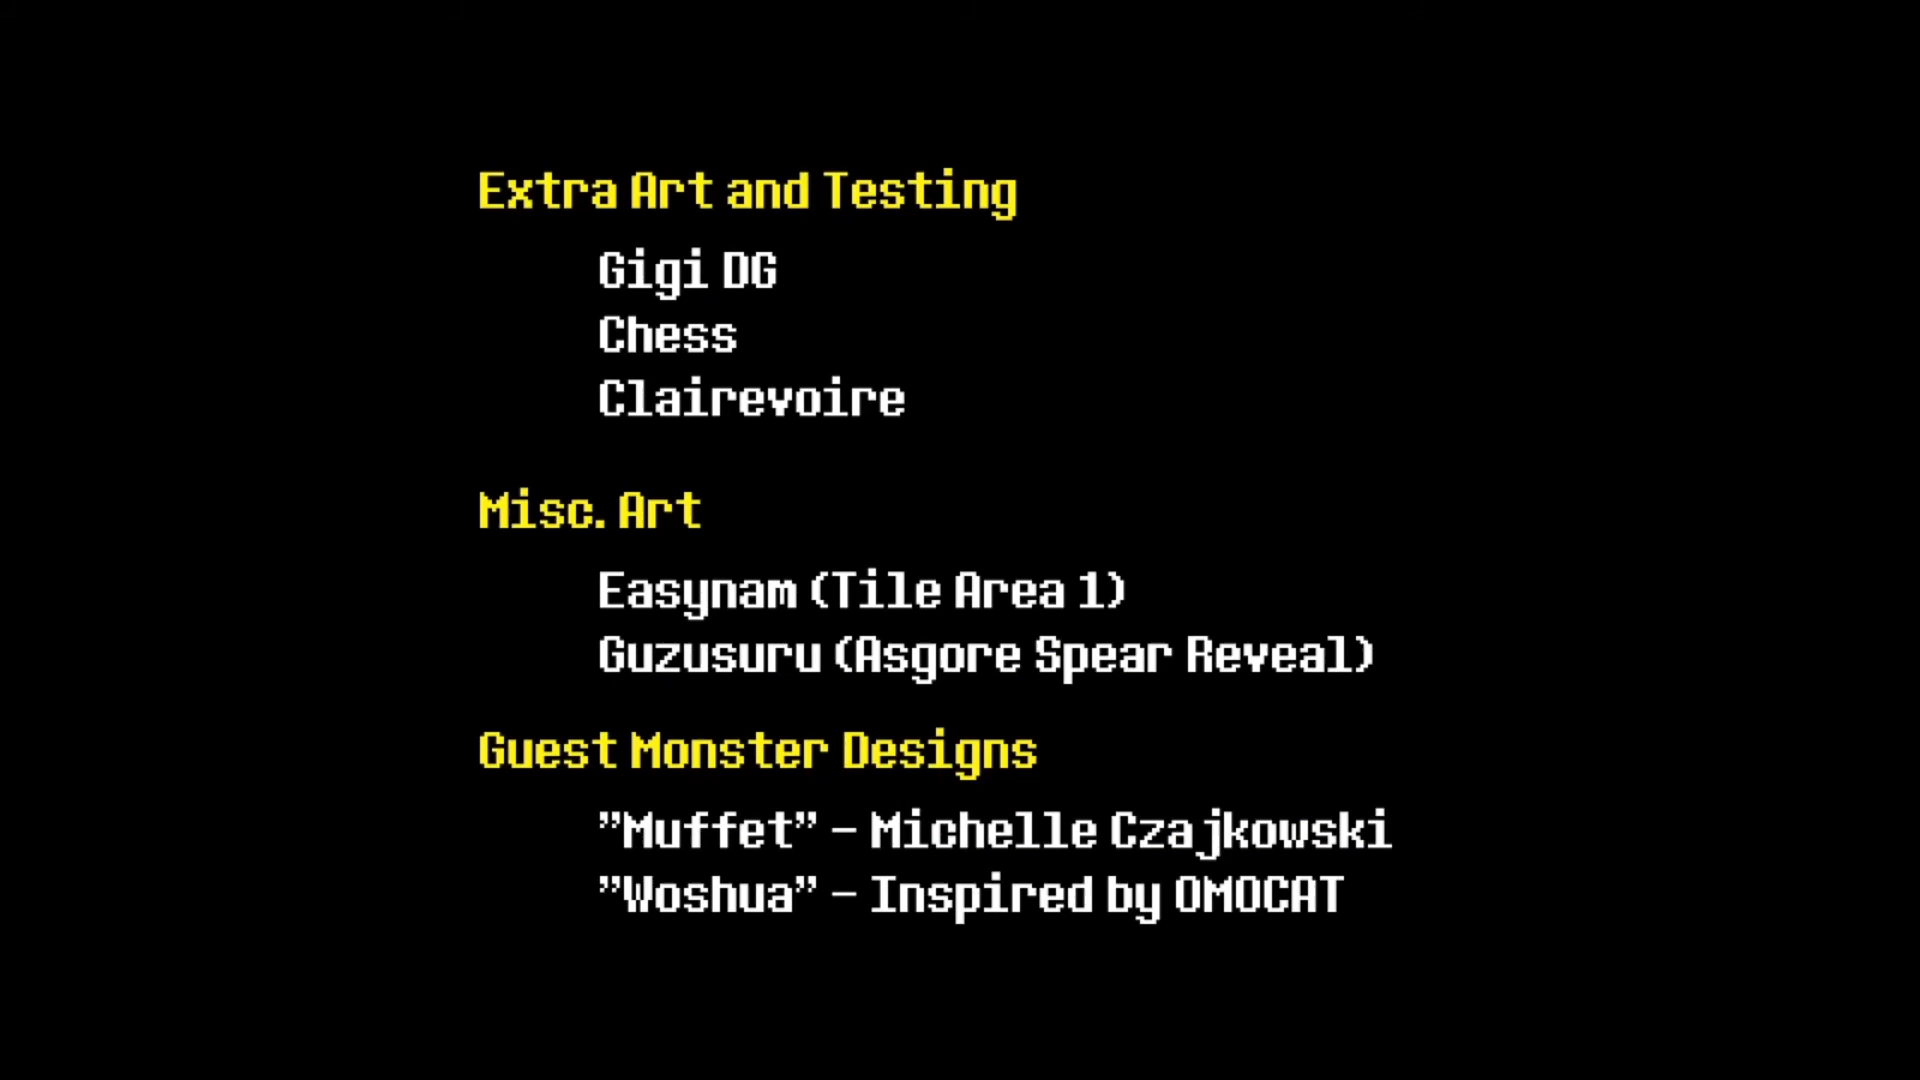 Extra Art and Testing
Gigi DG
Chess
Clairevoire
Misc. Art
Easynam (Tile Area 1)
Guzusuru (Asgore Spear Reveal)
Guest Monster Designs
”Muffet” - Michelle Czajkowski
”Woshua” - Inspired by OMOCAT